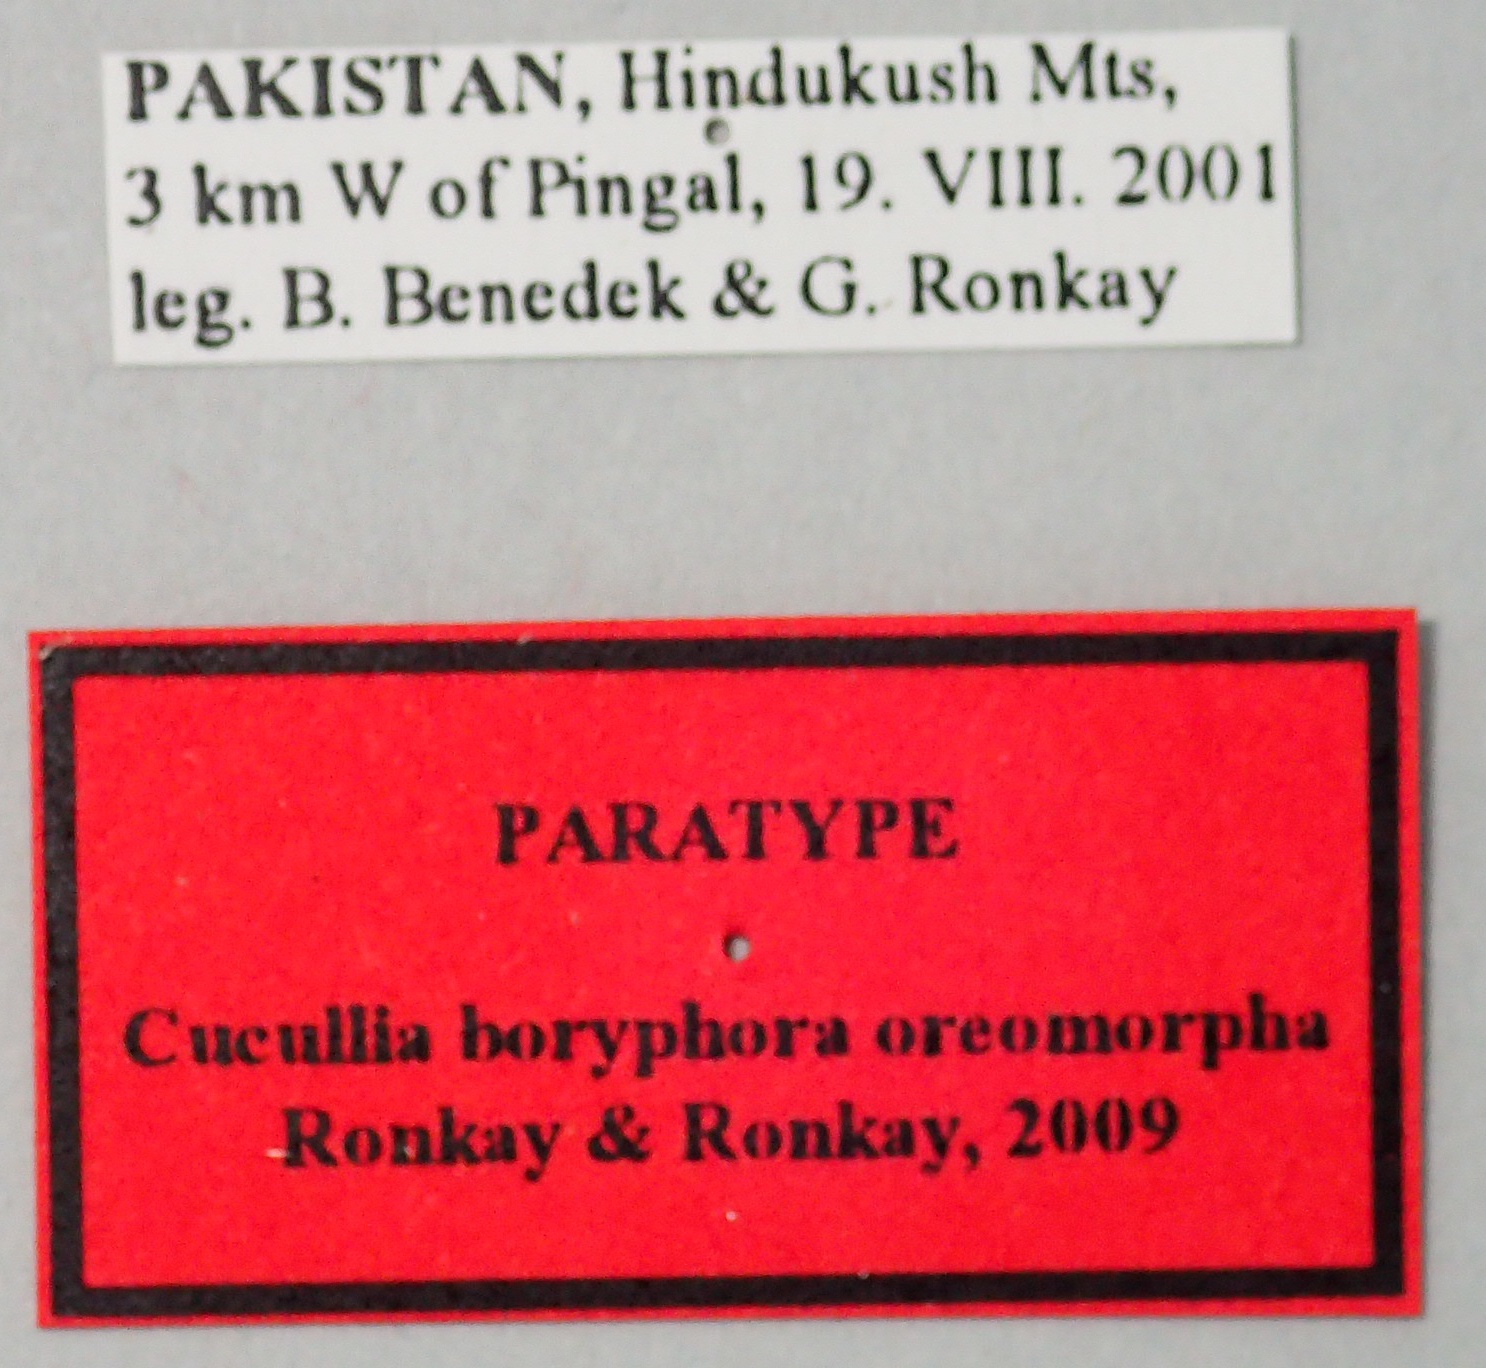 PAKISTAN, Hindukush Mts,
3 km W of Pingal, 19. VIII. 2001
leg. B. Benedek & G. Ronkay
PARATYPE
Cucullia boryphora oreomorpha
Ronkay & Ronkay, 2009